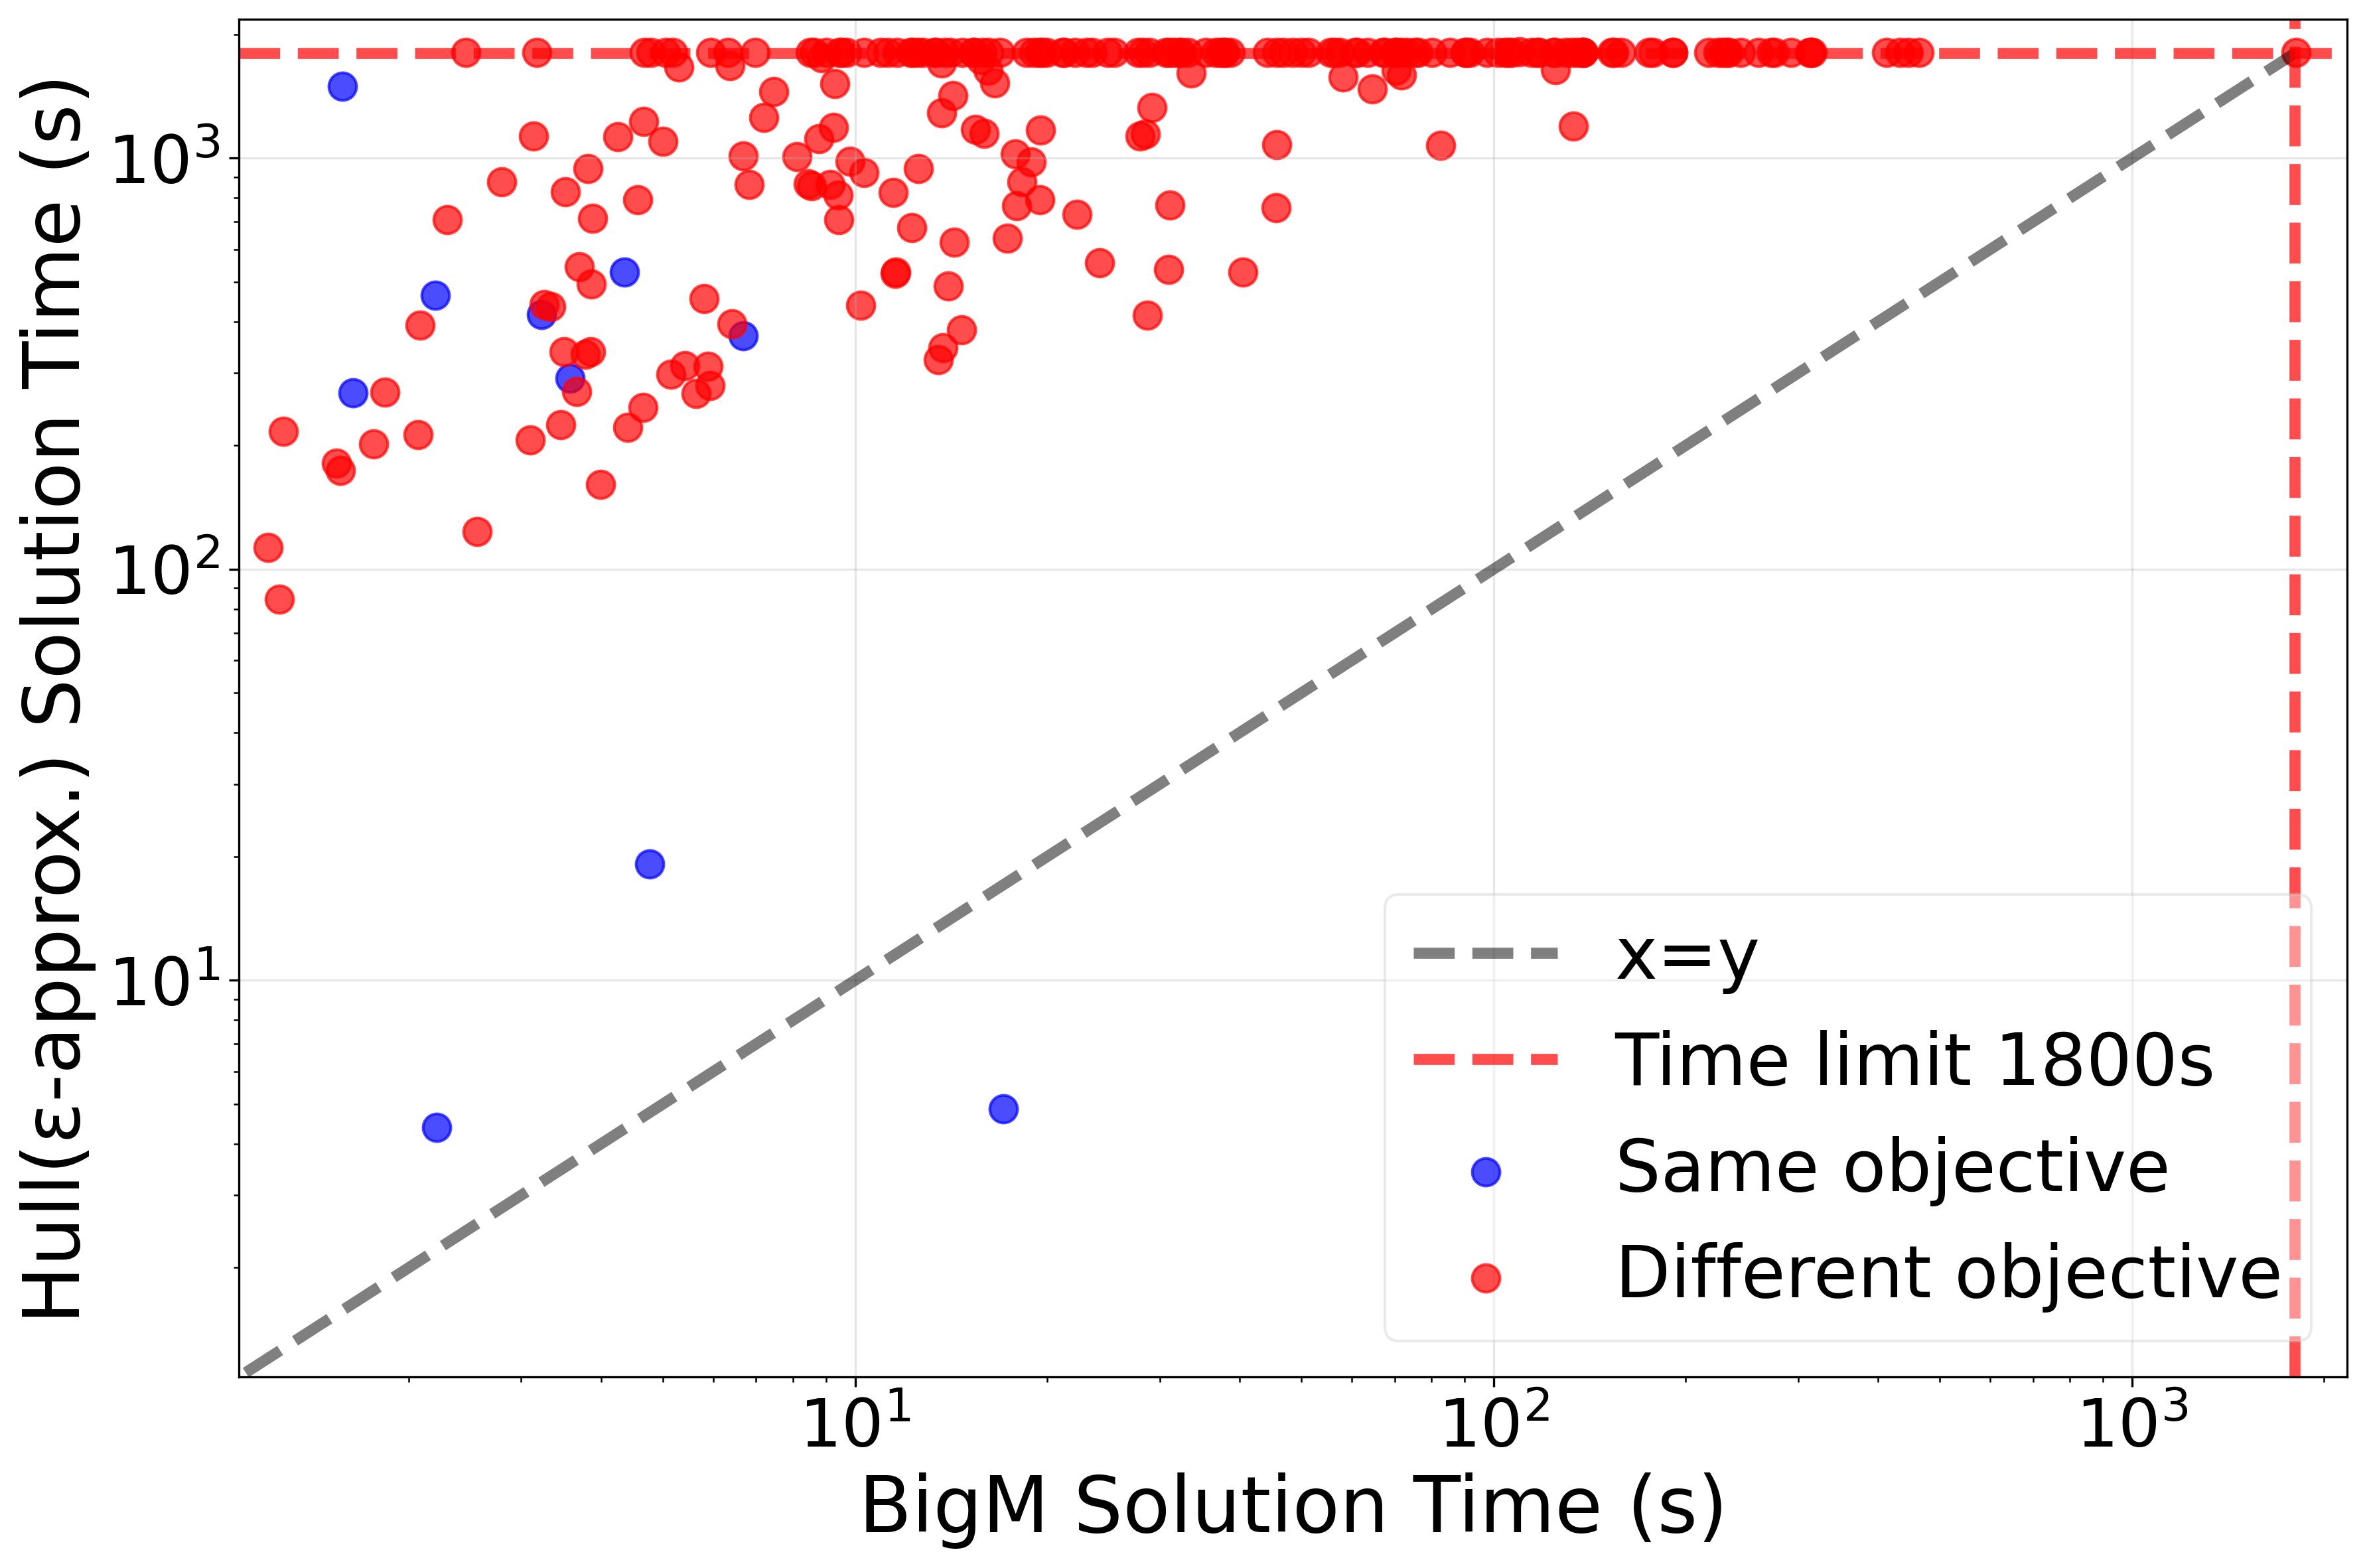 Hull(ε-approx.) Solution Time (s)
10³
10²
10¹
x=y
Time limit 1800s
Same objective
Different objective
10¹
10²
10³
BigM Solution Time (s)